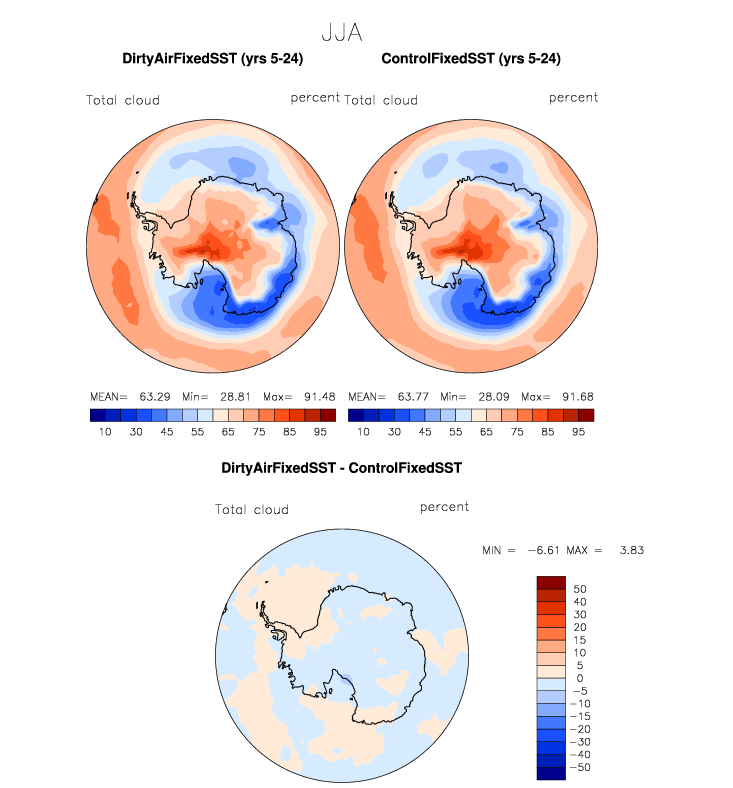 JJA
DirtyAirFixedSST (yrs 5-24) ControlFixedSST (yrs 5-24)
Total cloud percent Total cloud percent
MEAN= 63.29 Min= 28.81 Max= 91.48 MEAN= 63.77 Min= 28.09 Max= 91.68
10 30 45 55 65 75 85 95 10 30 45 55 65 75 85 95
DirtyAirFixedSST - ControlFixedSST
Total cloud percent
MIN = -6.61 MAX = 3.83
50
40
30
20
15
10
5
0
-5
-10
-15
-20
-30
-40
-50